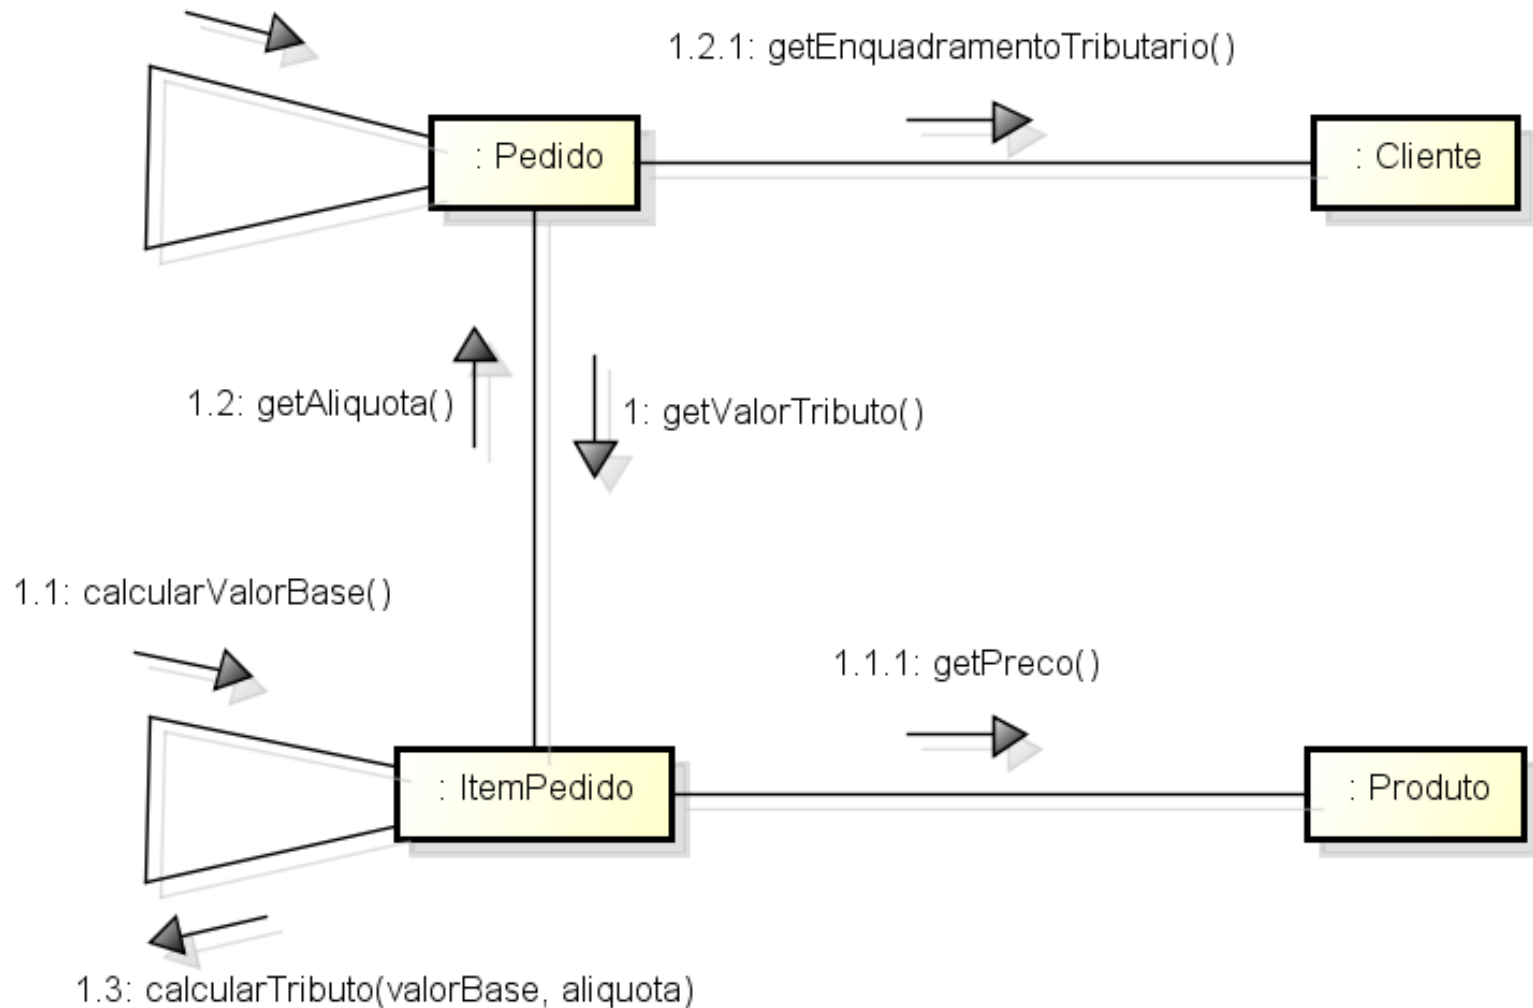 1.2.1: getEnquadramentoTributario()
: Pedido
: Cliente
1.2: getAliquota()
1: getValorTributo()
1.1: calcularValorBase()
1.1.1: getPreco()
: ItemPedido
: Produto
1.3: calcularTributo(valorBase, aliquota)